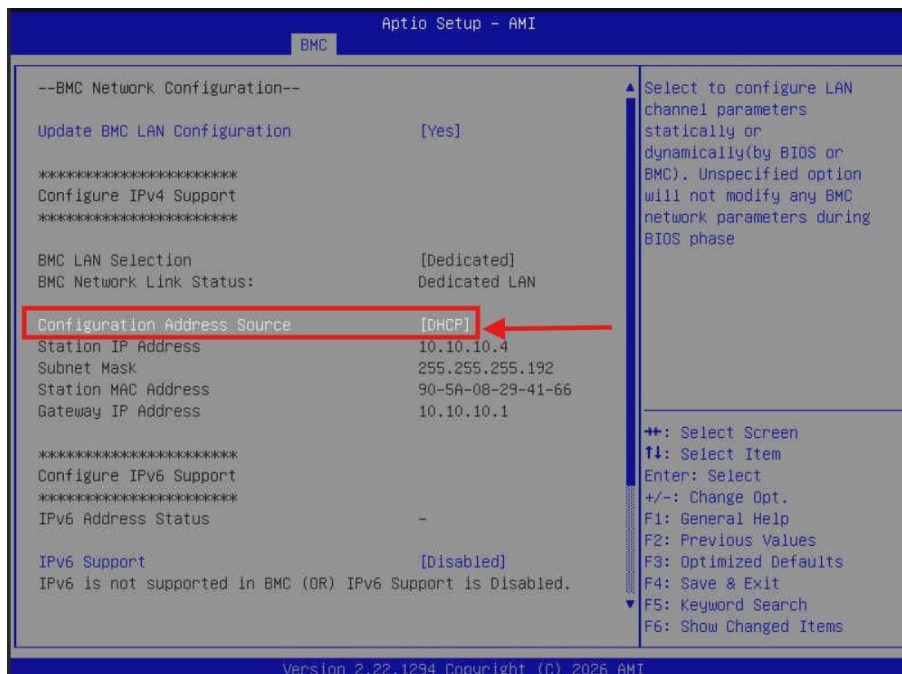 Aptio Setup - AMI
BMC
--BMC Network Configuration--
Update BMC LAN Configuration [Yes]
***********************
Configure IPv4 Support
***********************
BMC LAN Selection [Dedicated]
BMC Network Link Status: Dedicated LAN
Configuration Address Source [DHCP]
Station IP Address 10.10.10.4
Subnet Mask 255.255.255.192
Station MAC Address 90-5A-08-29-41-66
Gateway IP Address 10.10.10.1
***********************
Configure IPv6 Support
***********************
IPv6 Address Status -
IPv6 Support [Disabled]
IPv6 is not supported in BMC (OR) IPv6 Support is Disabled.
Select to configure LAN
channel parameters
statically or
dynamically(by BIOS or
BMC). Unspecified option
will not modify any BMC
network parameters during
BIOS phase
→←: Select Screen
↑↓: Select Item
Enter: Select
+/-: Change Opt.
F1: General Help
F2: Previous Values
F3: Optimized Defaults
F4: Save & Exit
F5: Keyword Search
F6: Show Changed Items
Version 2.22.1294 Copyright (C) 2026 AMI